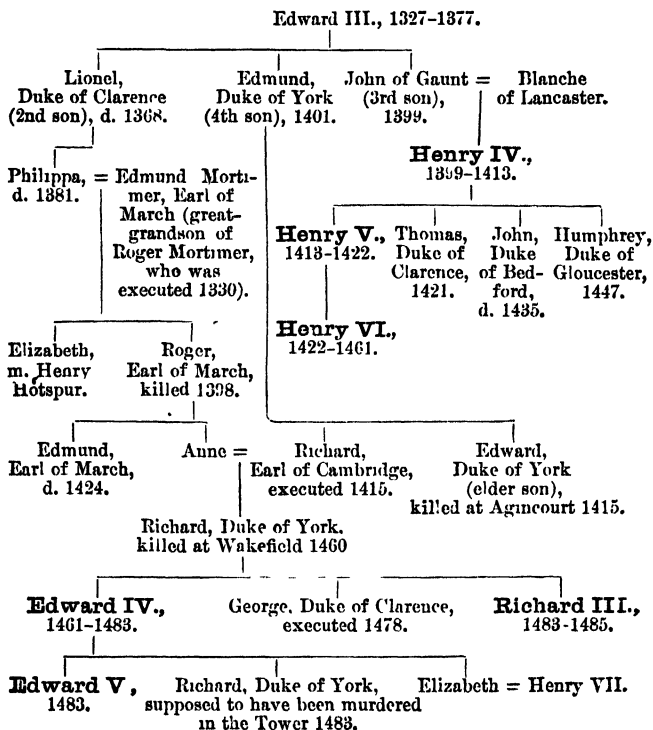 Edward III., 1327-1377.
Lionel,
Duke of Clarence
(2nd son), d. 1368.
Edmund,
Duke of York
(4th son), 1401.
John of Gaunt =
(3rd son),
1399.
Blanche
of Lancaster.
Henry IV.,
1399-1413.
Philippa, =
d. 1381.
Edmund Morti-
mer, Earl of
March (great-
grandson of
Roger Mortimer,
who was
executed 1330).
Henry V.,
1413-1422.
Thomas,
Duke of
Clarence,
1421.
John,
Duke
of Bed-
ford,
d. 1435.
Humphrey,
Duke of
Gloucester,
1447.
Henry VI.,
1422-1461.
Elizabeth,
m. Henry
Hotspur.
Roger,
Earl of March,
killed 1398.
Edmund,
Earl of March,
d. 1424.
Anne =
Richard,
Earl of Cambridge,
executed 1415.
Edward,
Duke of York
(elder son),
killed at Agincourt 1415.
Richard, Duke of York.
killed at Wakefield 1460
Edward IV.,
1461-1483.
George, Duke of Clarence,
executed 1478.
Richard III.,
1483-1485.
Edward V,
1483.
Richard, Duke of York,
supposed to have been murdered
in the Tower 1483.
Elizabeth = Henry VII.